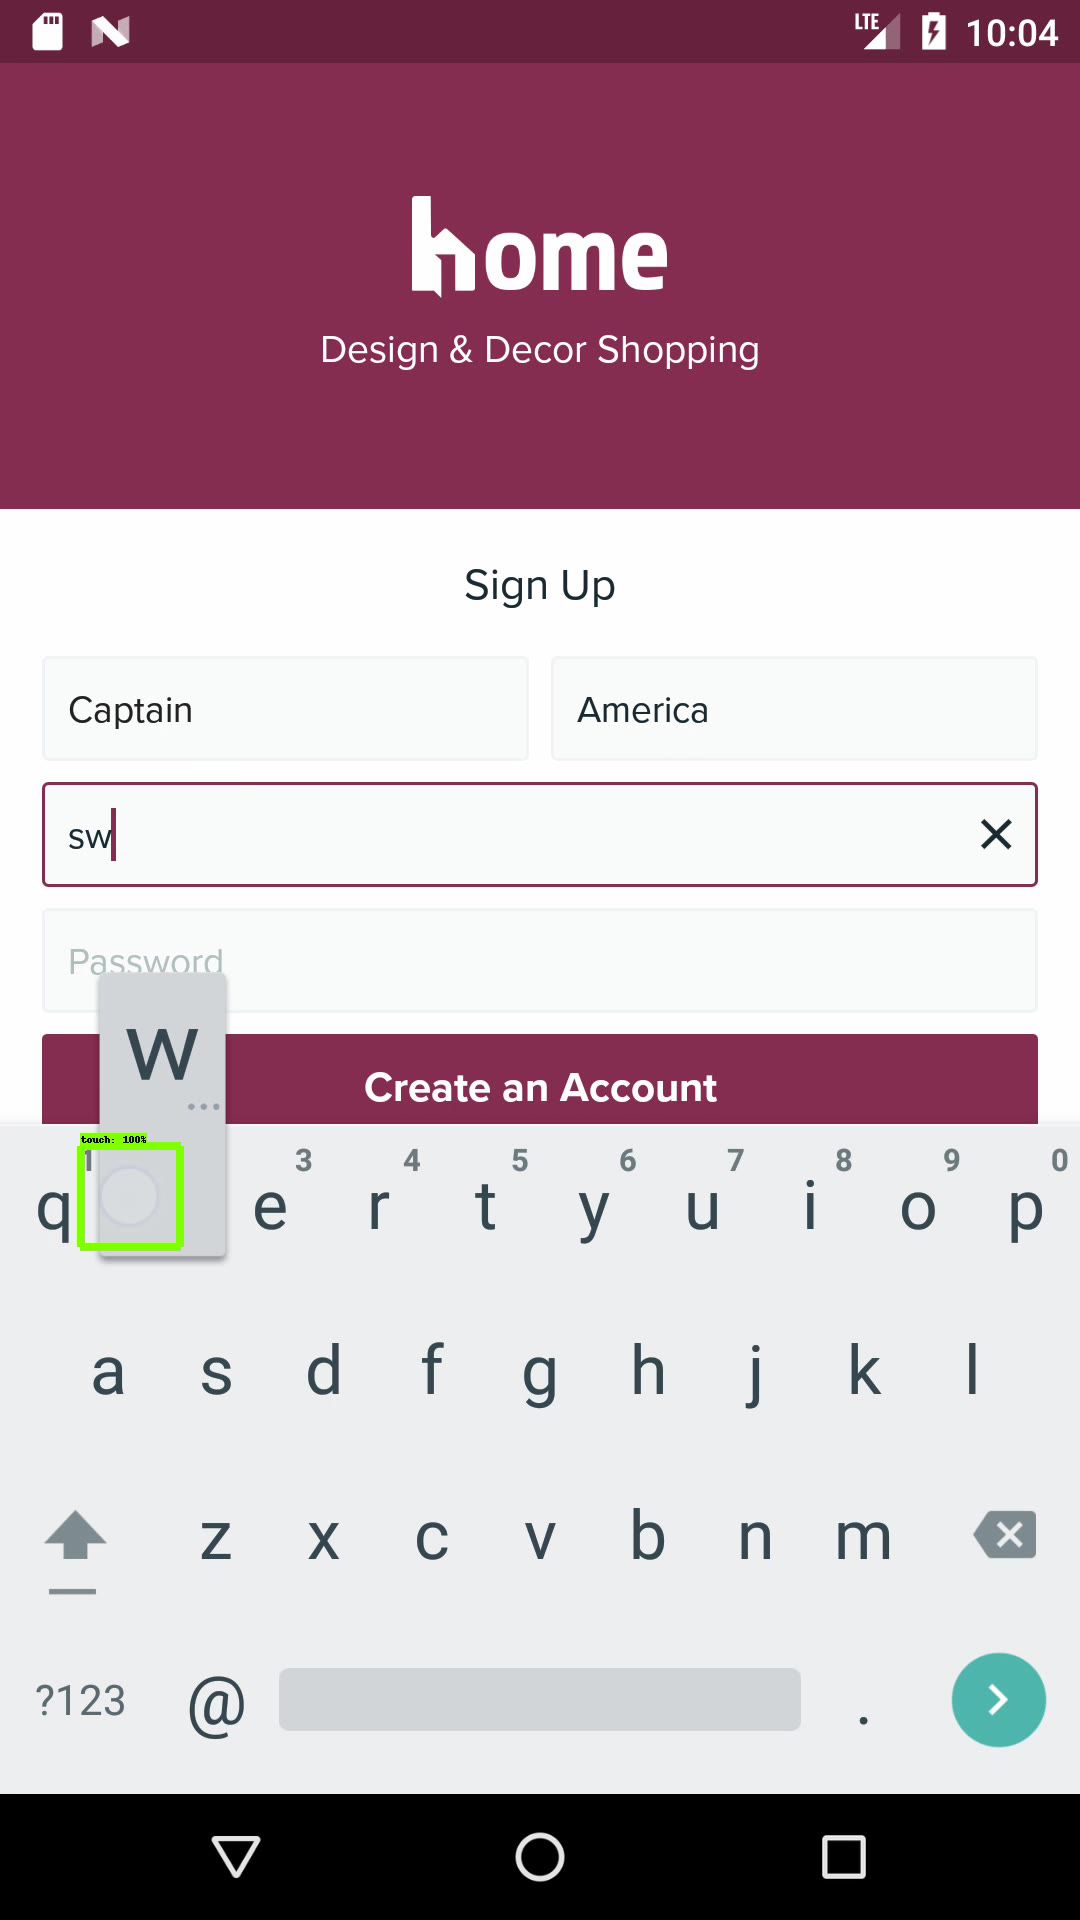 LTE 10:04
home
Design & Decor Shopping
Sign Up
Captain America
sw
Password
w
...
Create an Account
touch: 100%
1 3 4 5 6 7 8 9 0
q e r t y u i o p
a s d f g h j k l
z x c v b n m
?123 @ .